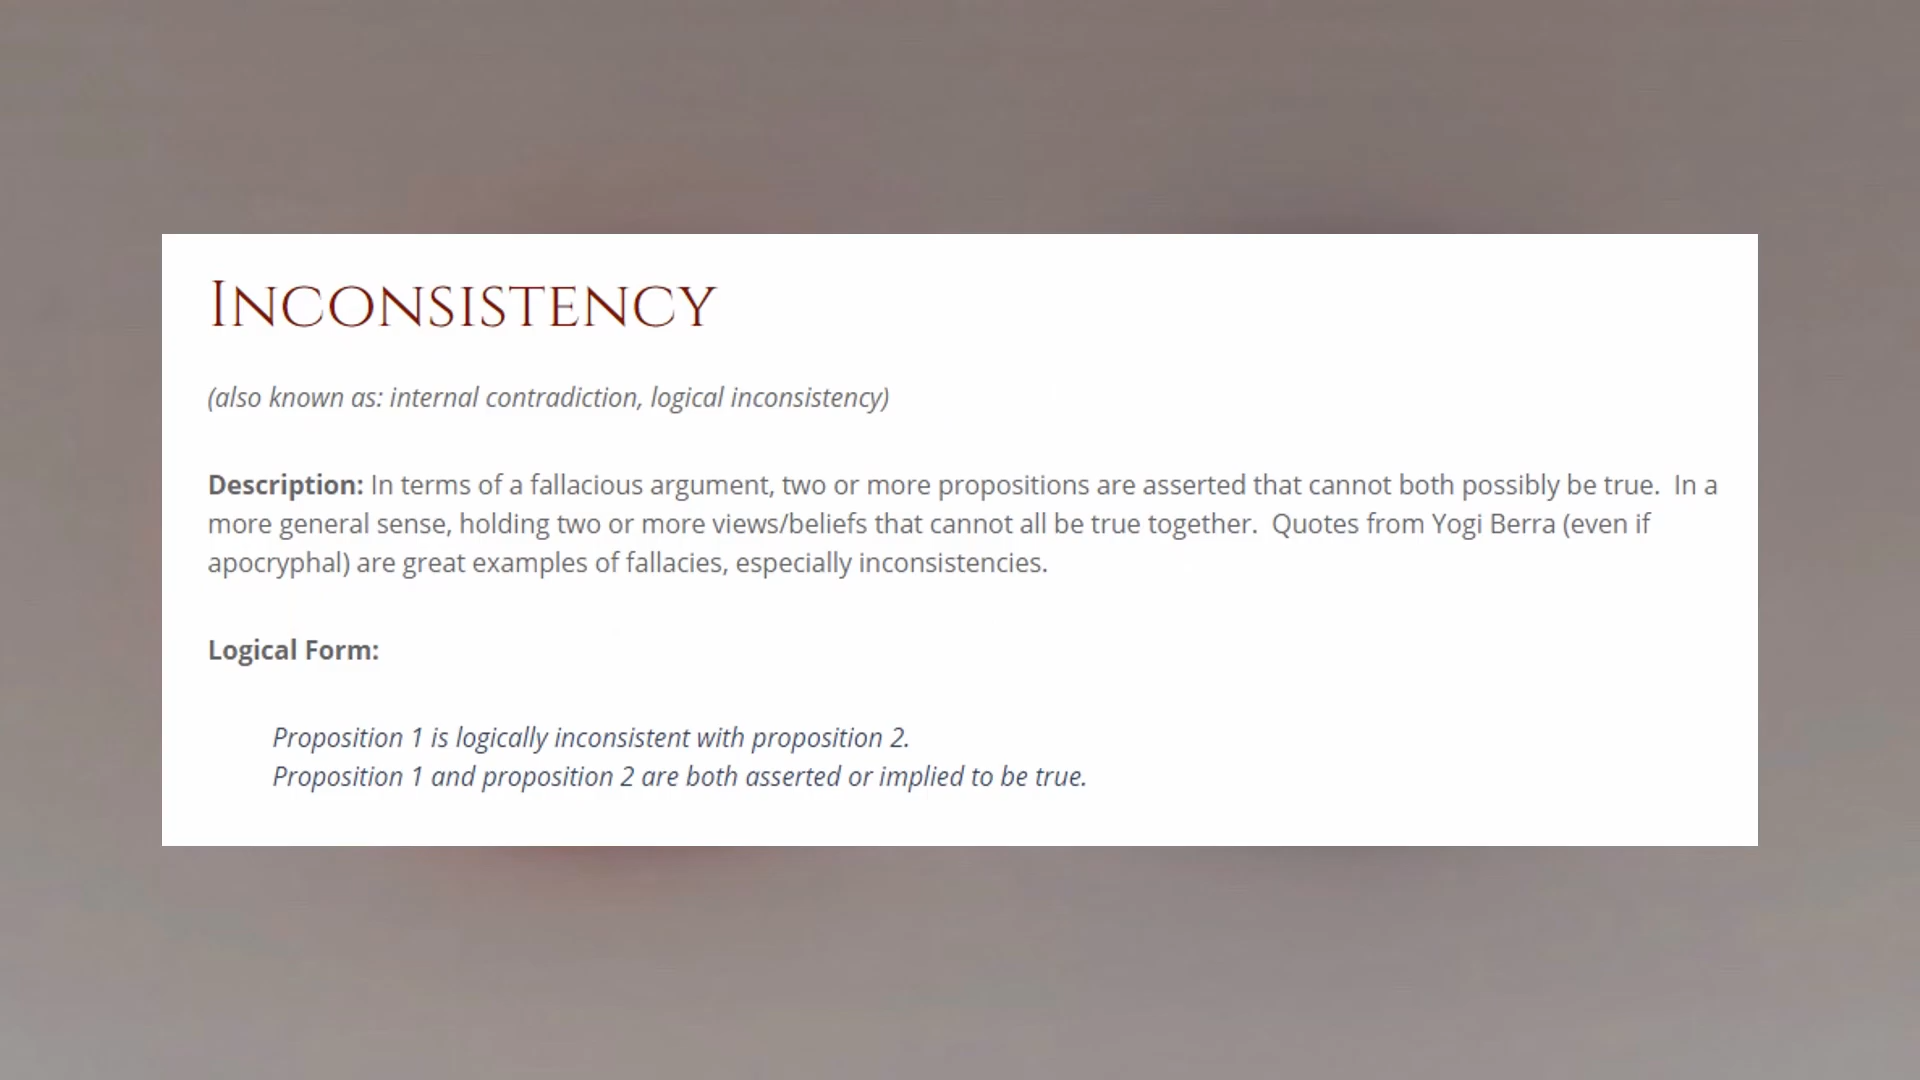 INCONSISTENCY
(also known as: internal contradiction, logical inconsistency)
Description: In terms of a fallacious argument, two or more propositions are asserted that cannot both possibly be true.  In a
more general sense, holding two or more views/beliefs that cannot all be true together.  Quotes from Yogi Berra (even if
apocryphal) are great examples of fallacies, especially inconsistencies.
Logical Form:
Proposition 1 is logically inconsistent with proposition 2.
Proposition 1 and proposition 2 are both asserted or implied to be true.